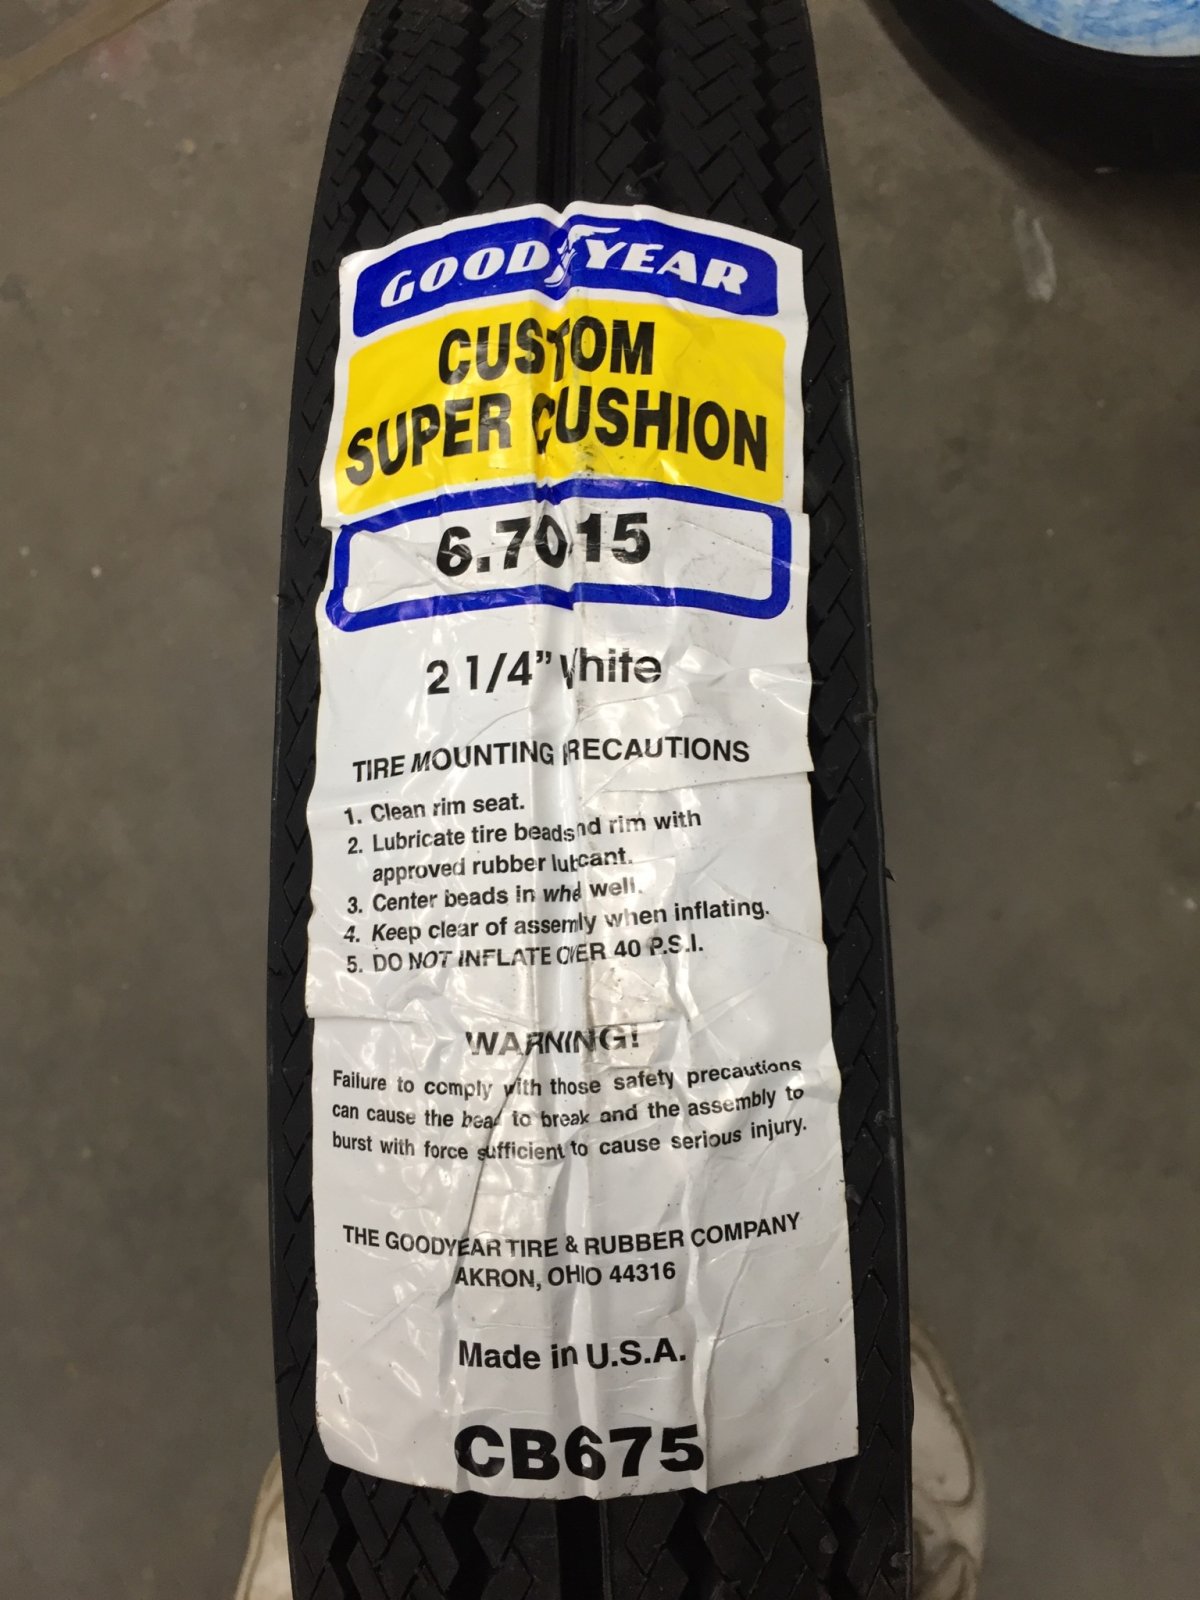 GOODYEAR
CUSTOM
SUPER CUSHION
6.7015
2 1/4" White
TIRE MOUNTING PRECAUTIONS
1. Clean rim seat.
2. Lubricate tire beads and rim with
approved rubber lubricant.
3. Center beads in wheel well.
4. Keep clear of assembly when inflating.
5. DO NOT INFLATE OVER 40 P.S.I.
WARNING!
Failure to comply with those safety precautions
can cause the bead to break and the assembly to
burst with force sufficient to cause serious injury.
THE GOODYEAR TIRE & RUBBER COMPANY
AKRON, OHIO 44316
Made in U.S.A.
CB675